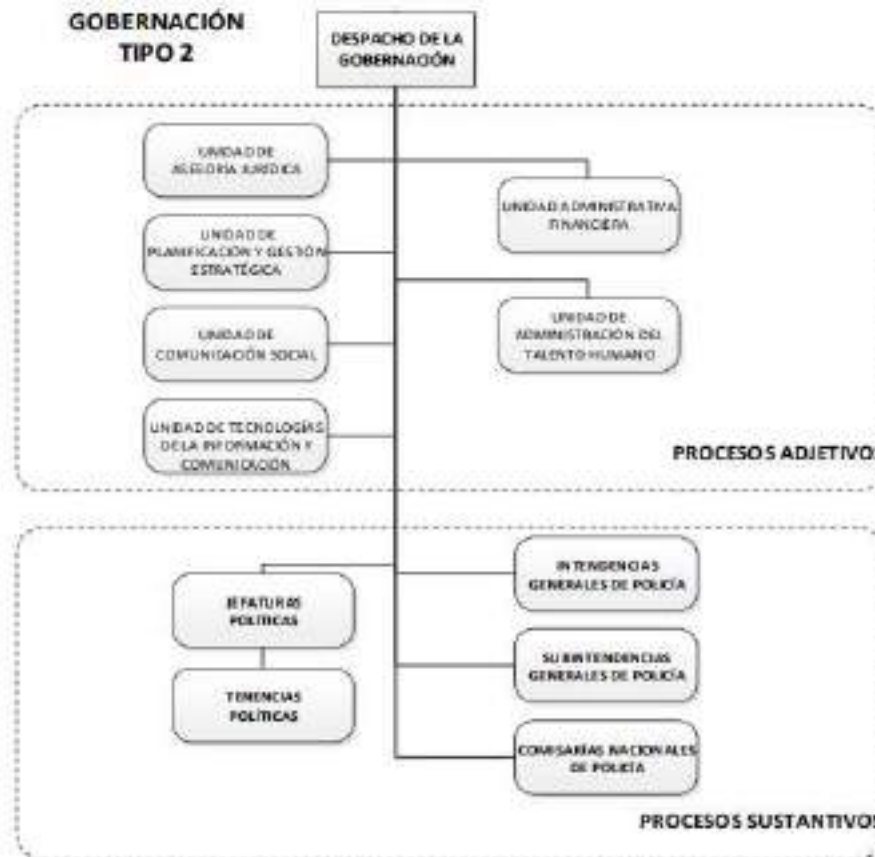 GOBERNACIÓN
TIPO 2
DESPACHO DE LA
GOBERNACIÓN
UNIDAD DE
ASESORÍA JURÍDICA
UNIDAD ADMINISTRATIVA
FINANCIERA
UNIDAD DE
PLANIFICACIÓN Y GESTIÓN
ESTRATÉGICA
UNIDAD DE
ADMINISTRACIÓN DEL
TALENTO HUMANO
UNIDAD DE
COMUNICACIÓN SOCIAL
UNIDAD DE TECNOLOGÍAS
DE LA INFORMACIÓN Y
COMUNICACIÓN
PROCESOS ADJETIVOS
JEFATURAS
POLÍTICAS
INTENDENCIAS
GENERALES DE POLICÍA
TENENCIAS
POLÍTICAS
SUBINTENDENCIAS
GENERALES DE POLICÍA
COMISARÍAS NACIONALES
DE POLICÍA
PROCESOS SUSTANTIVOS